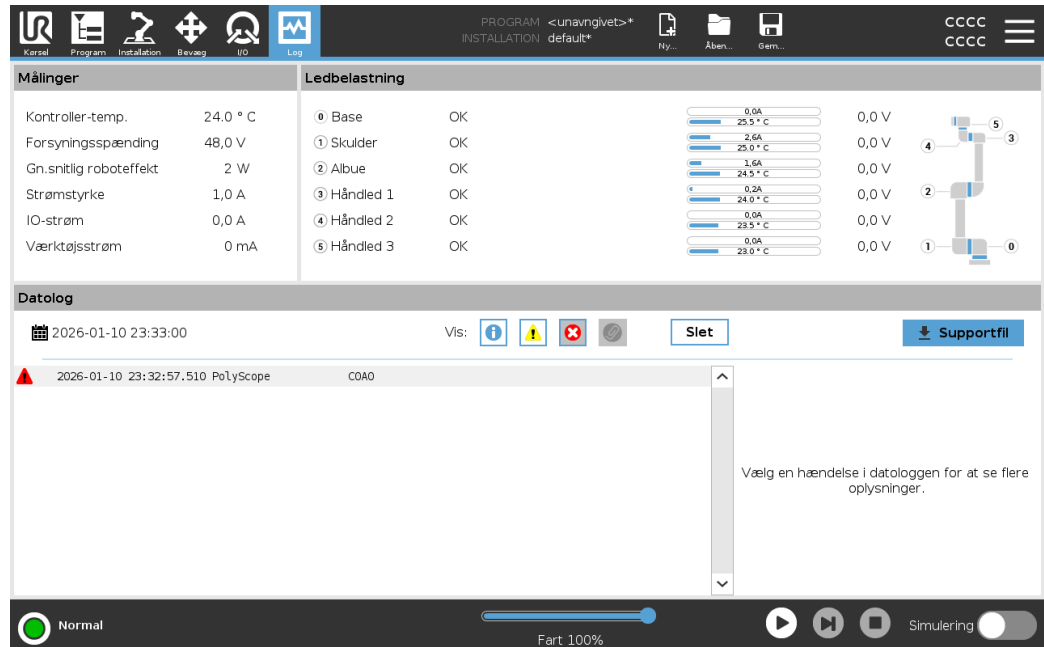 UR
Kørsel
Program
Installation
Bevæg
I/O
Log
PROGRAM <unavngivet>*
INSTALLATION default*
Ny...
Åben...
Gem...
CCCC
CCCC
Målinger
Kontroller-temp. 24.0 ° C
Forsyningsspænding 48,0 V
Gn.snitlig roboteffekt 2 W
Strømstyrke 1,0 A
IO-strøm 0,0 A
Værktøjsstrøm 0 mA
Ledbelastning
0 Base OK 0,0A 25.5 ° C 0,0 V
1 Skulder OK 2,6A 25.0 ° C 0,0 V
2 Albue OK 1,6A 24.5 ° C 0,0 V
3 Håndled 1 OK 0,2A 24.0 ° C 0,0 V
4 Håndled 2 OK 0,0A 23.5 ° C 0,0 V
5 Håndled 3 OK 0,0A 23.0 ° C 0,0 V
5
4 3
2
1 0
Datolog
2026-01-10 23:33:00
Vis:
Slet
Supportfil
2026-01-10 23:32:57.510 PolyScope C0A0
Vælg en hændelse i datologgen for at se flere
oplysninger.
Normal
Fart 100%
Simulering